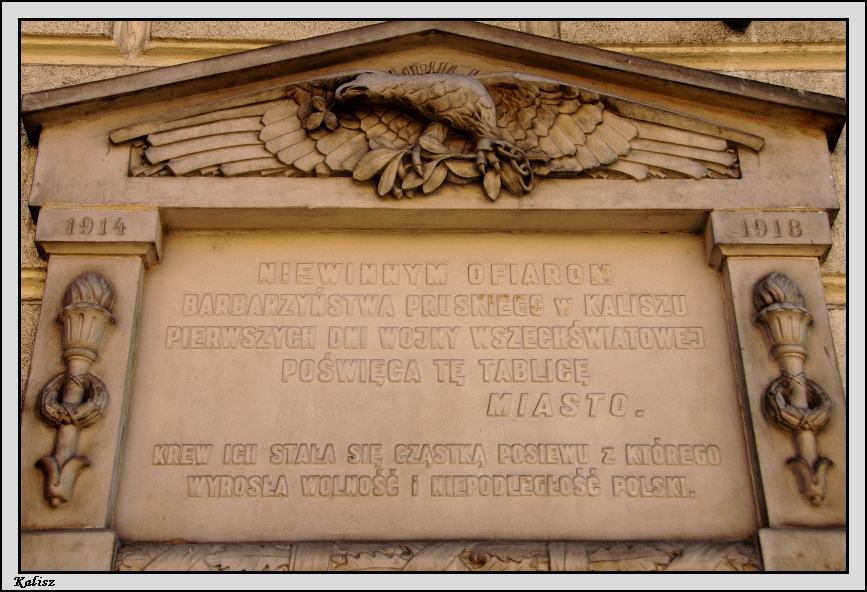 1914
1918
NIEWINNYM OFIAROM
BARBARZYŃSTWA PRUSKIEGO W KALISZU
PIERWSZYCH DNI WOJKY WSZECHŚWIATOWEJ
POŚWIĘCA TĘ TABLICĘ
MIASTO.
KREW ICH STAŁA SIĘ CZĄSTKĄ POSIEWU Z KTÓREGO
WYROSŁA WOLNOŚĆ i NIEPODLEGŁOŚĆ POLSKI.
Kalisz